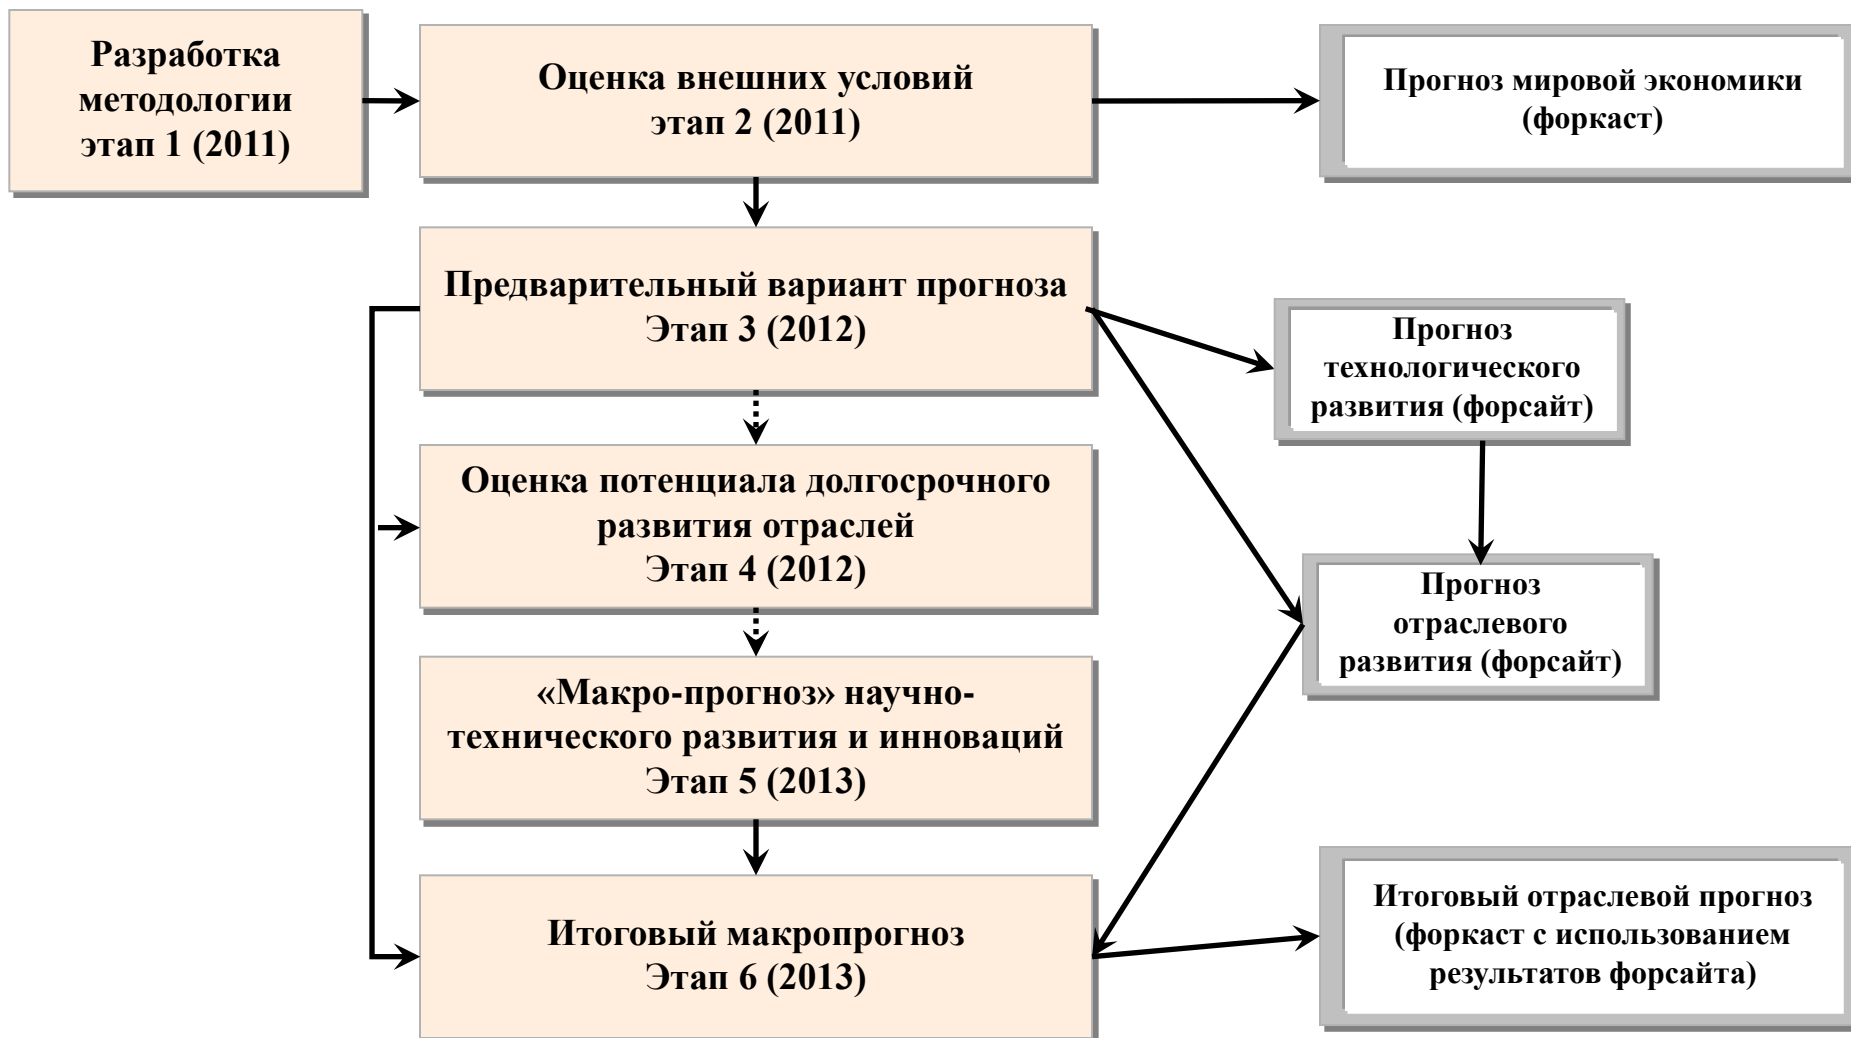 Разработка
методологии
этап 1 (2011)
Оценка внешних условий
этап 2 (2011)
Прогноз мировой экономики
(форкаст)
Предварительный вариант прогноза
Этап 3 (2012)
Прогноз
технологического
развития (форсайт)
Оценка потенциала долгосрочного
развития отраслей
Этап 4 (2012)
Прогноз
отраслевого
развития (форсайт)
«Макро-прогноз» научно-
технического развития и инноваций
Этап 5 (2013)
Итоговый макропрогноз
Этап 6 (2013)
Итоговый отраслевой прогноз
(форкаст с использованием
результатов форсайта)